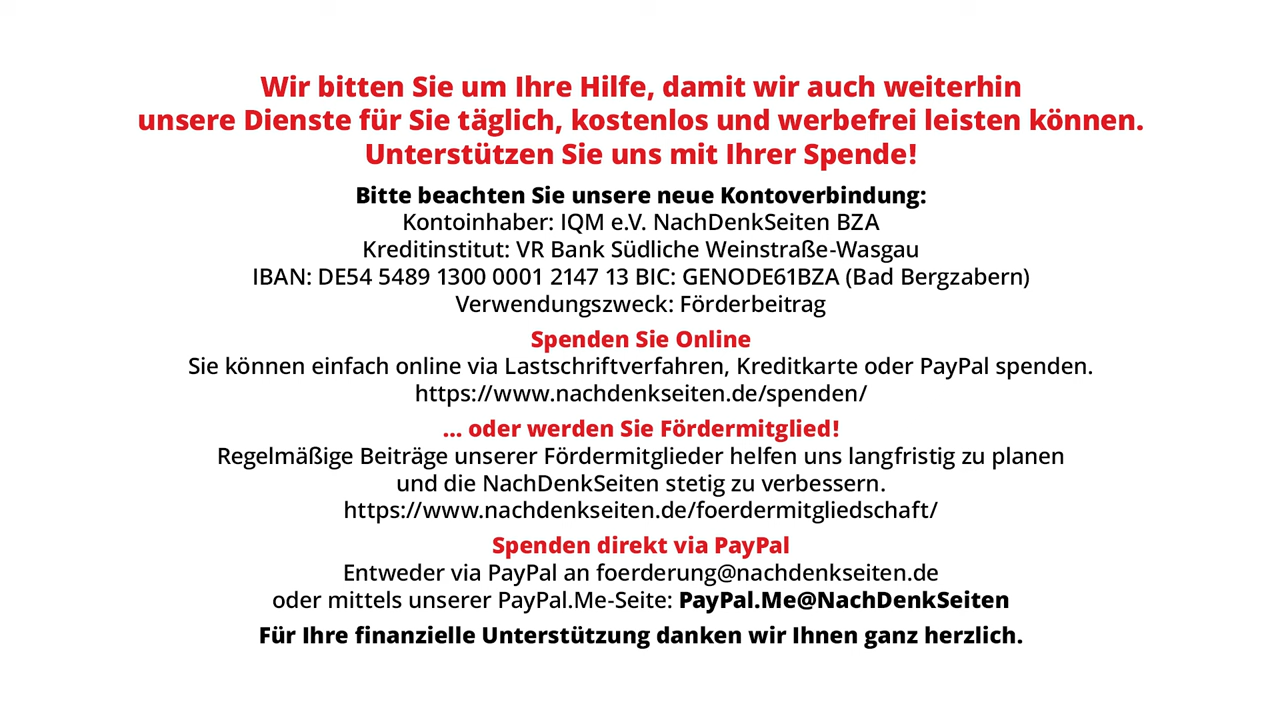 Wir bitten Sie um Ihre Hilfe, damit wir auch weiterhin
unsere Dienste für Sie täglich, kostenlos und werbefrei leisten können.
Unterstützen Sie uns mit Ihrer Spende!
Bitte beachten Sie unsere neue Kontoverbindung:
Kontoinhaber: IQM e.V. NachDenkSeiten BZA
Kreditinstitut: VR Bank Südliche Weinstraße-Wasgau
IBAN: DE54 5489 1300 0001 2147 13 BIC: GENODE61BZA (Bad Bergzabern)
Verwendungszweck: Förderbeitrag
Spenden Sie Online
Sie können einfach online via Lastschriftverfahren, Kreditkarte oder PayPal spenden.
https://www.nachdenkseiten.de/spenden/
... oder werden Sie Fördermitglied!
Regelmäßige Beiträge unserer Fördermitglieder helfen uns langfristig zu planen
und die NachDenkSeiten stetig zu verbessern.
https://www.nachdenkseiten.de/foerdermitgliedschaft/
Spenden direkt via PayPal
Entweder via PayPal an foerderung@nachdenkseiten.de
oder mittels unserer PayPal.Me-Seite: PayPal.Me@NachDenkSeiten
Für Ihre finanzielle Unterstützung danken wir Ihnen ganz herzlich.